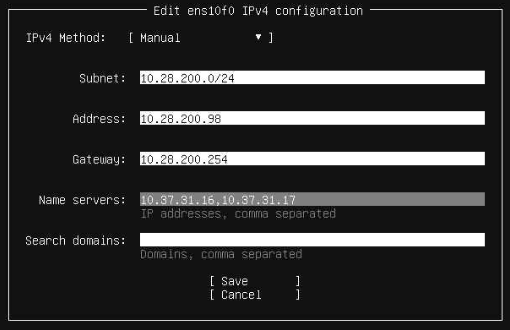 Edit ens10f0 IPv4 configuration
IPv4 Method: [ Manual ▼ ]
Subnet: 10.28.200.0/24
Address: 10.28.200.98
Gateway: 10.28.200.254
Name servers: 10.37.31.16,10.37.31.17
IP addresses, comma separated
Search domains:
Domains, comma separated
[ Save ]
[ Cancel ]